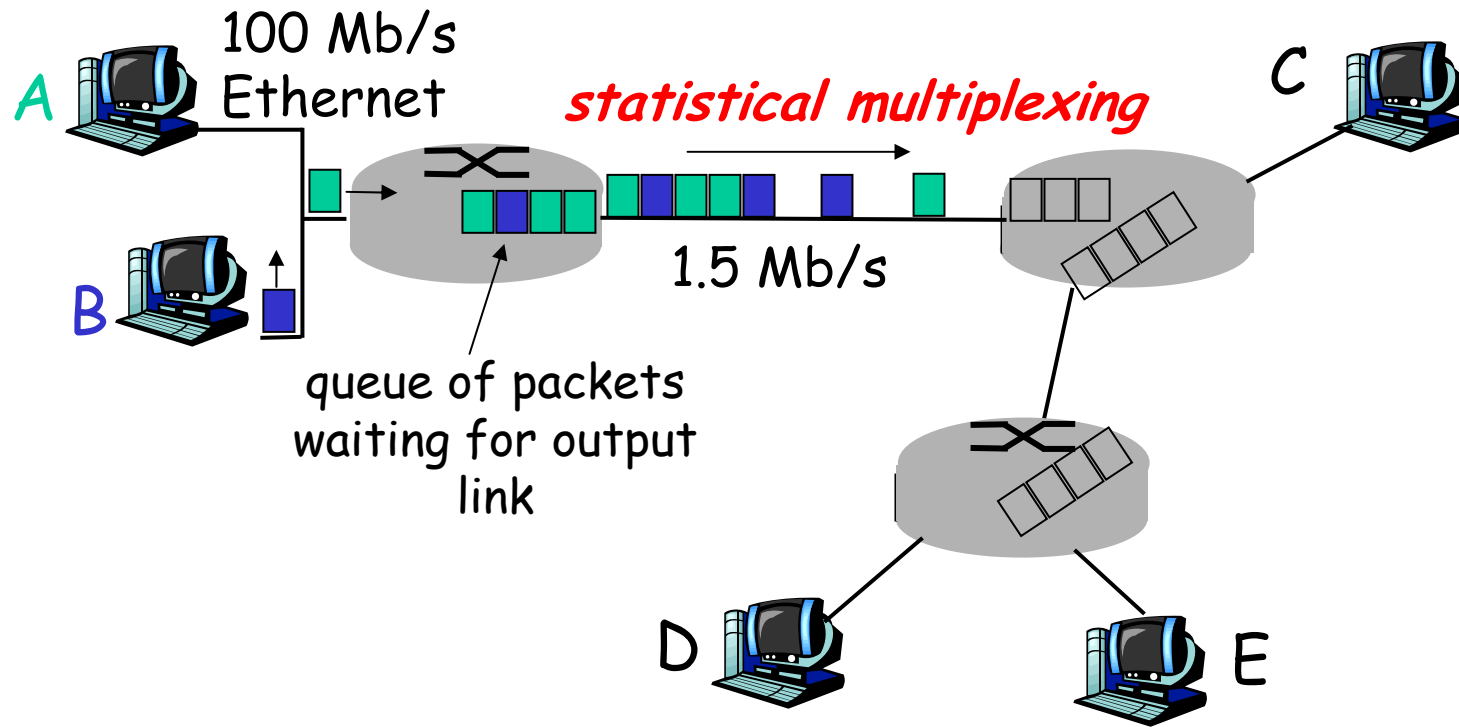 100 Mb/s
Ethernet
A
statistical multiplexing
C
B
1.5 Mb/s
queue of packets
waiting for output
link
D
E